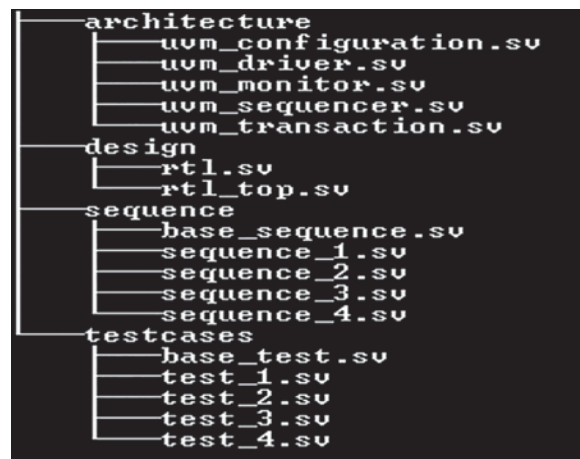 architecture
uvm_configuration.sv
uvm_driver.sv
uvm_monitor.sv
uvm_sequencer.sv
uvm_transaction.sv
design
rtl.sv
rtl_top.sv
sequence
base_sequence.sv
sequence_1.sv
sequence_2.sv
sequence_3.sv
sequence_4.sv
testcases
base_test.sv
test_1.sv
test_2.sv
test_3.sv
test_4.sv